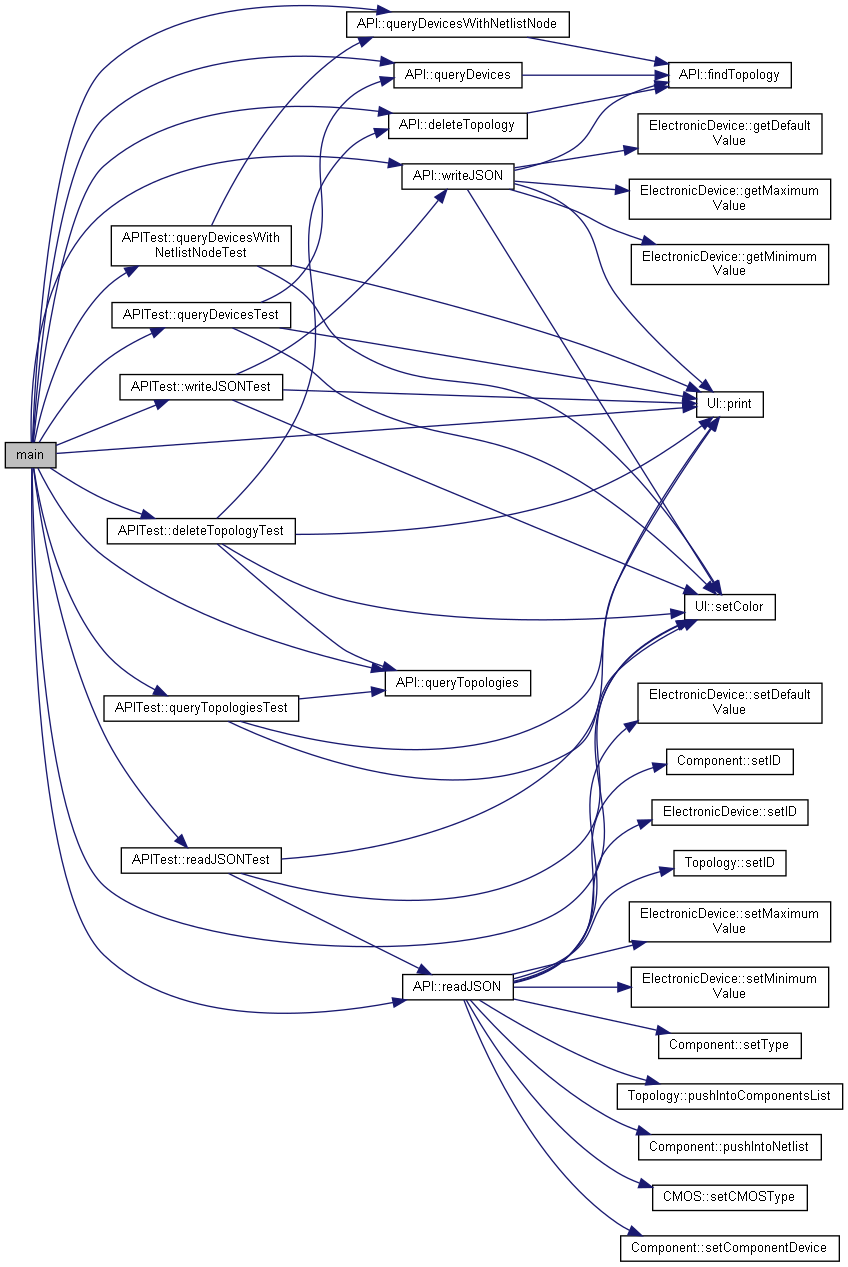 API::queryDevicesWithNetlistNode
API::queryDevices
API::findTopology
API::deleteTopology
ElectronicDevice::getDefault
Value
API::writeJSON
ElectronicDevice::getMaximum
Value
APITest::queryDevicesWith
NetlistNodeTest
ElectronicDevice::getMinimum
Value
APITest::queryDevicesTest
APITest::writeJSONTest
UI::print
main
APITest::deleteTopologyTest
UI::setColor
API::queryTopologies
APITest::queryTopologiesTest
ElectronicDevice::setDefault
Value
Component::setID
ElectronicDevice::setID
APITest::readJSONTest
Topology::setID
ElectronicDevice::setMaximum
Value
API::readJSON
ElectronicDevice::setMinimum
Value
Component::setType
Topology::pushIntoComponentsList
Component::pushIntoNetlist
CMOS::setCMOSType
Component::setComponentDevice